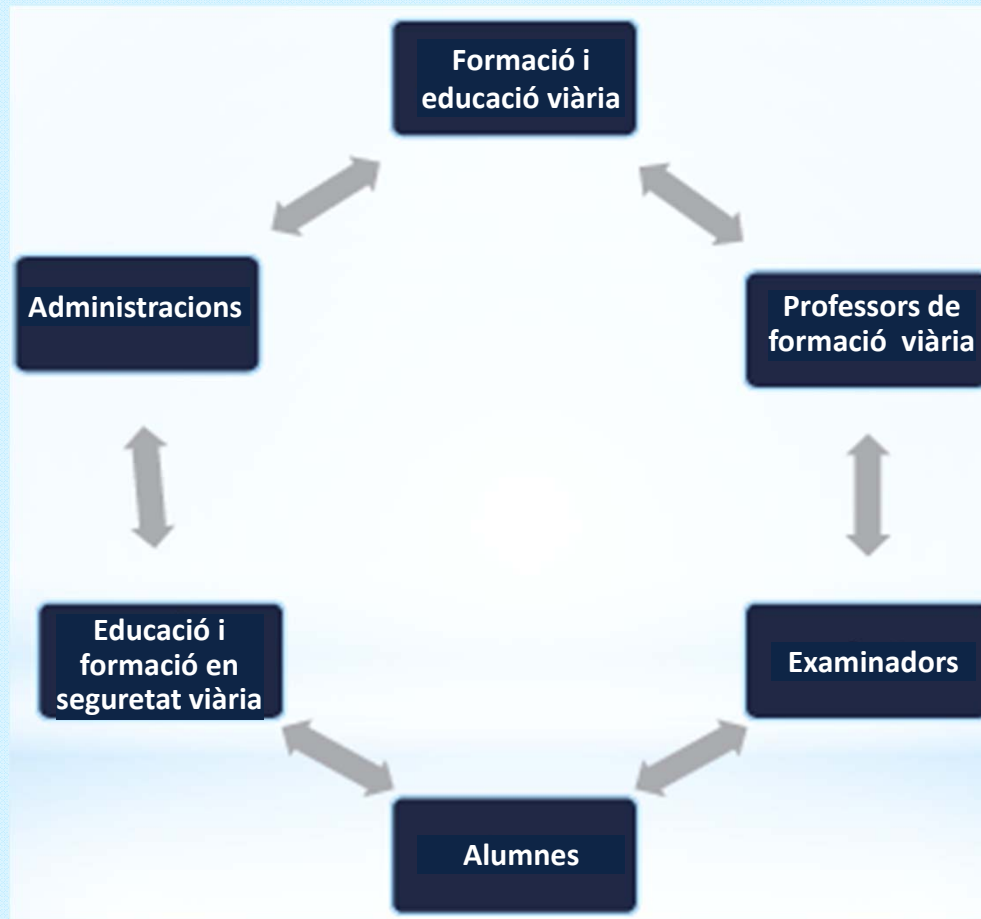 Formació i
educació viària
Administracions
Professors de
formació viària
Educació i
formació en
seguretat viària
Examinadors
Alumnes